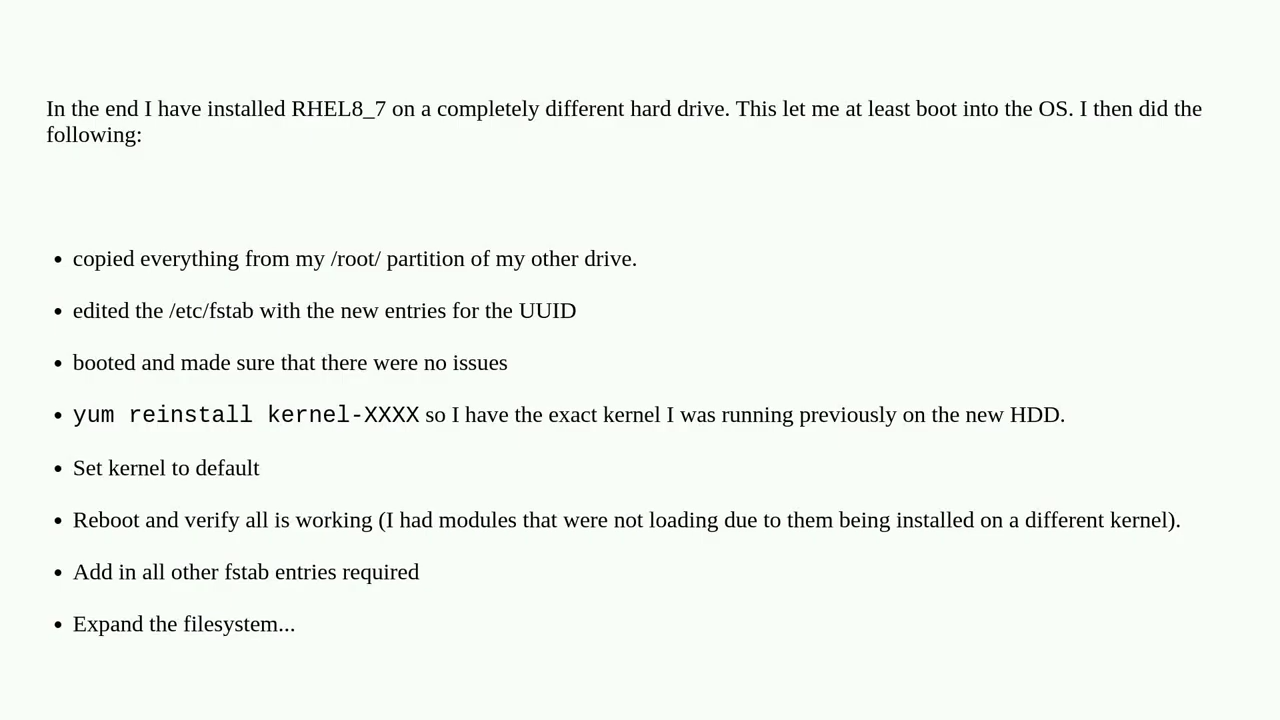 In the end I have installed RHEL8_7 on a completely different hard drive. This let me at least boot into the OS. I then did the
following:
• copied everything from my /root/ partition of my other drive.
• edited the /etc/fstab with the new entries for the UUID
• booted and made sure that there were no issues
• yum reinstall kernel-XXXX so I have the exact kernel I was running previously on the new HDD.
• Set kernel to default
• Reboot and verify all is working (I had modules that were not loading due to them being installed on a different kernel).
• Add in all other fstab entries required
• Expand the filesystem...